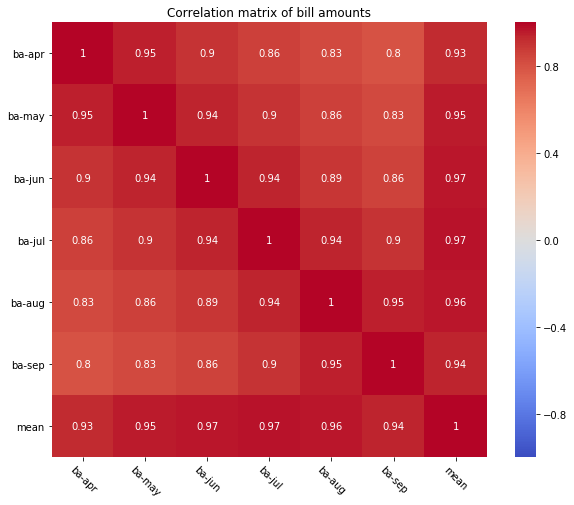 Correlation matrix of bill amounts
ba-apr 1 0.95 0.9 0.86 0.83 0.8 0.93
ba-may 0.95 1 0.94 0.9 0.86 0.83 0.95
ba-jun 0.9 0.94 1 0.94 0.89 0.86 0.97
ba-jul 0.86 0.9 0.94 1 0.94 0.9 0.97
ba-aug 0.83 0.86 0.89 0.94 1 0.95 0.96
ba-sep 0.8 0.83 0.86 0.9 0.95 1 0.94
mean 0.93 0.95 0.97 0.97 0.96 0.94 1
ba-apr ba-may ba-jun ba-jul ba-aug ba-sep mean
0.8
0.4
0.0
−0.4
−0.8